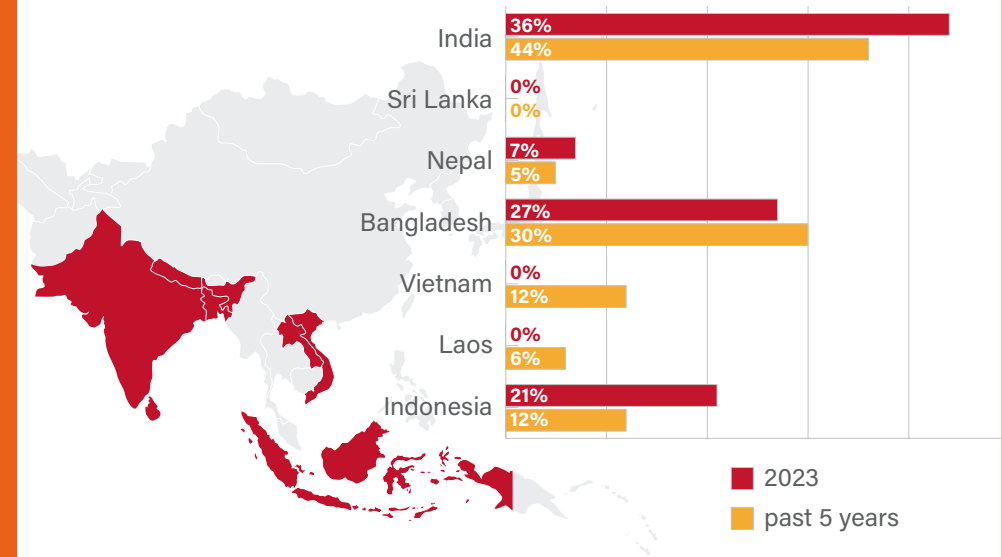 India
36%
44%
Sri Lanka
0%
0%
Nepal
7%
5%
Bangladesh
27%
30%
Vietnam
0%
12%
Laos
0%
6%
Indonesia
21%
12%
2023
past 5 years